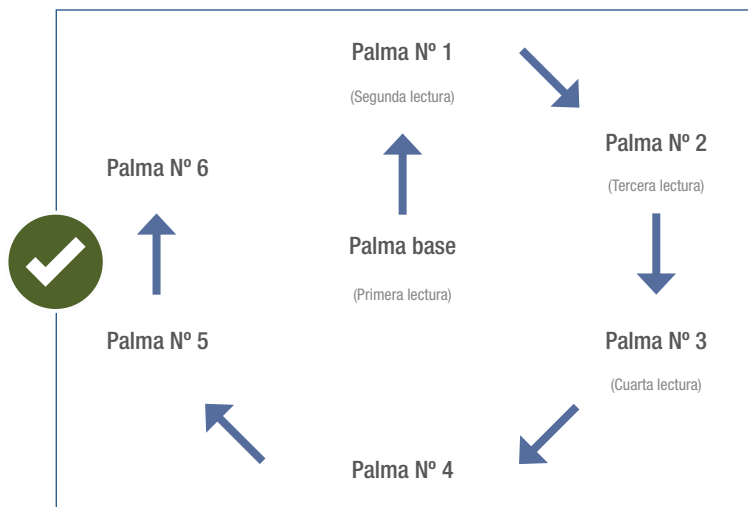 Palma Nº 1
(Segunda lectura)
Palma Nº 2
(Tercera lectura)
Palma Nº 6
Palma base
(Primera lectura)
Palma Nº 5
Palma Nº 3
(Cuarta lectura)
Palma Nº 4